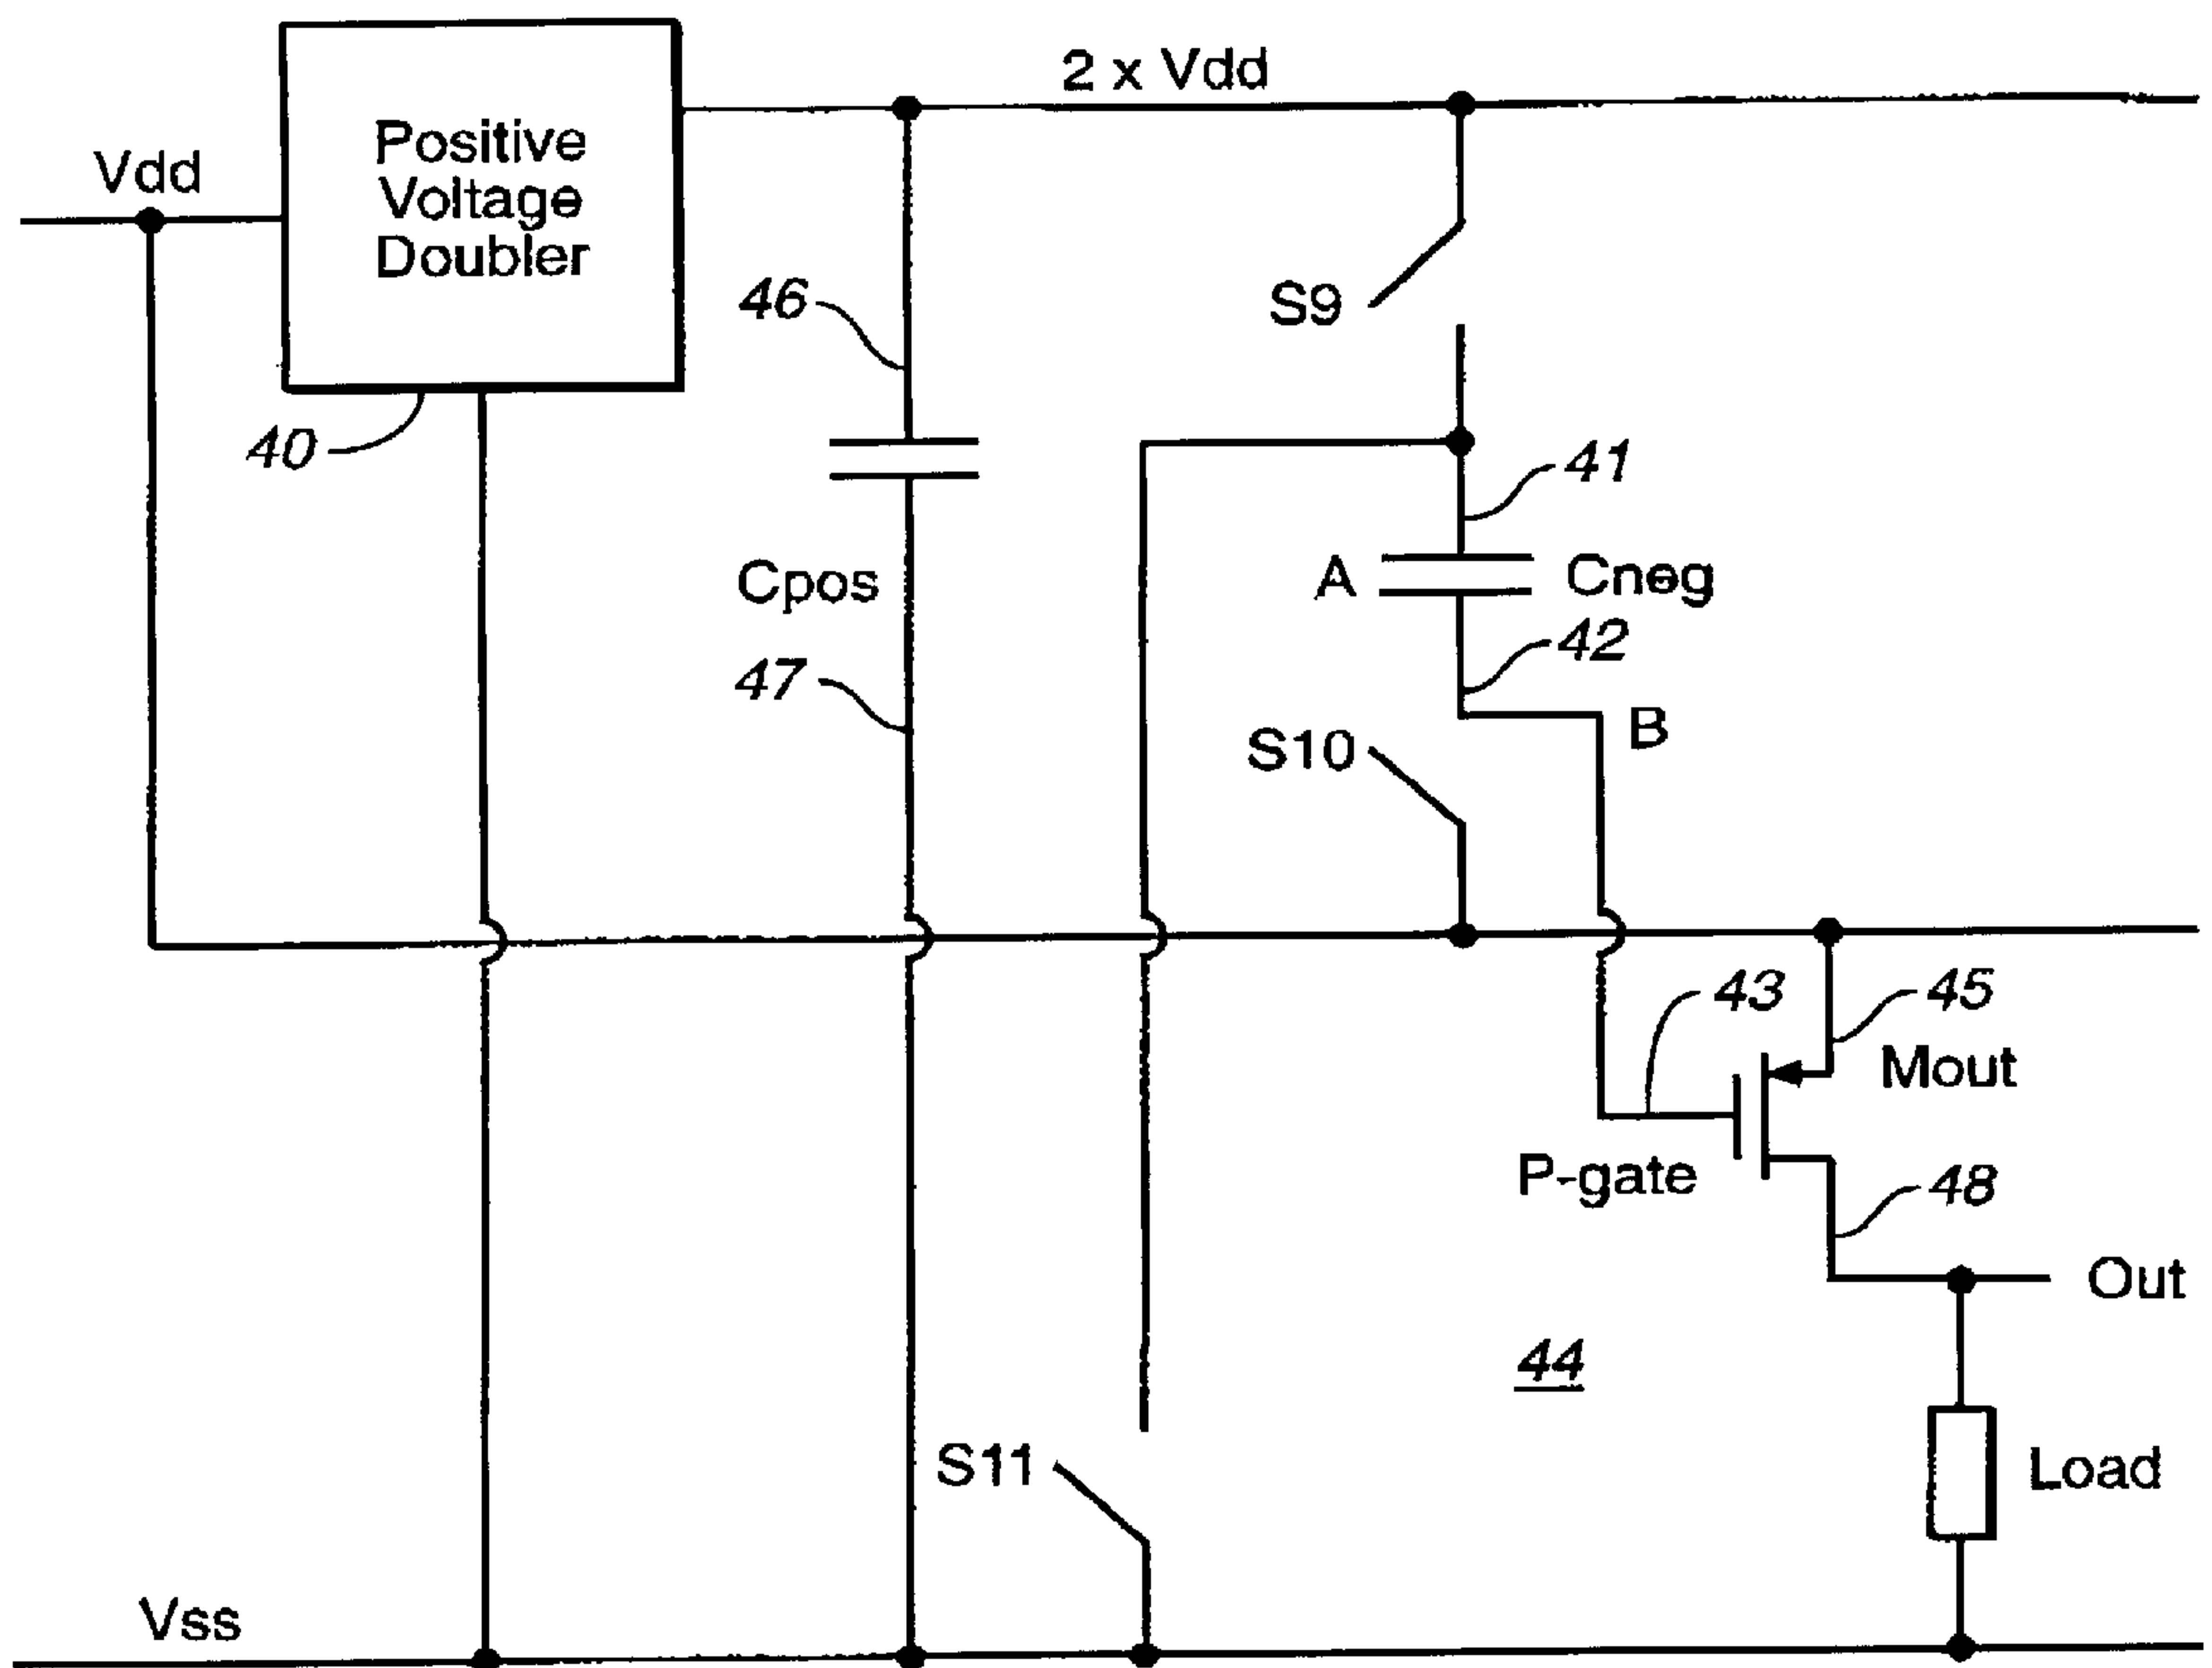 2 x Vdd
Vdd
Positive
Voltage
Doubler
46
S9
40
41
A
Cneg
Cpos
42
47
B
S10
43
45
Mout
P-gate
48
Out
44
S11
Load
Vss